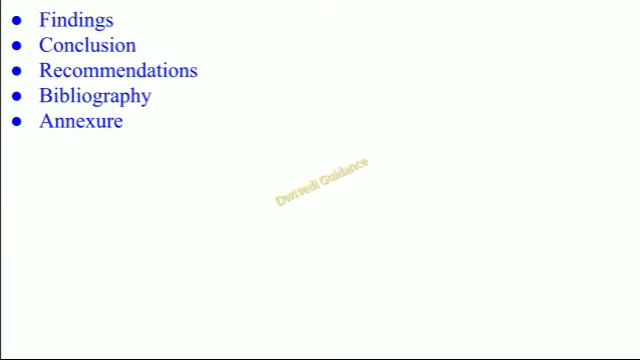 ● Findings
● Conclusion
● Recommendations
● Bibliography
● Annexure
Dwivedi Guidance